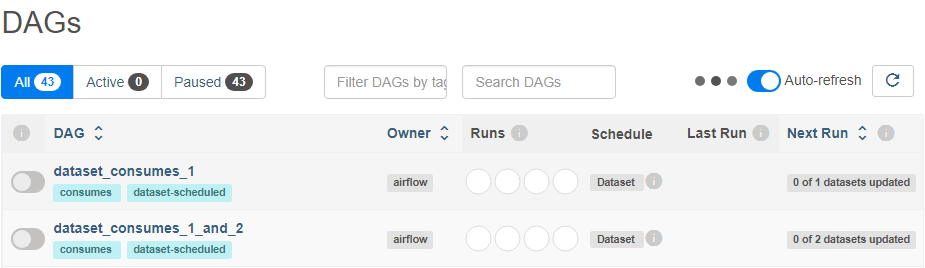 DAGs
All 43 Active 0 Paused 43 Filter DAGs by tag Search DAGs Auto-refresh
i DAG Owner Runs i Schedule Last Run i Next Run i
dataset_consumes_1
consumes dataset-scheduled airflow Dataset i 0 of 1 datasets updated
dataset_consumes_1_and_2
consumes dataset-scheduled airflow Dataset i 0 of 2 datasets updated